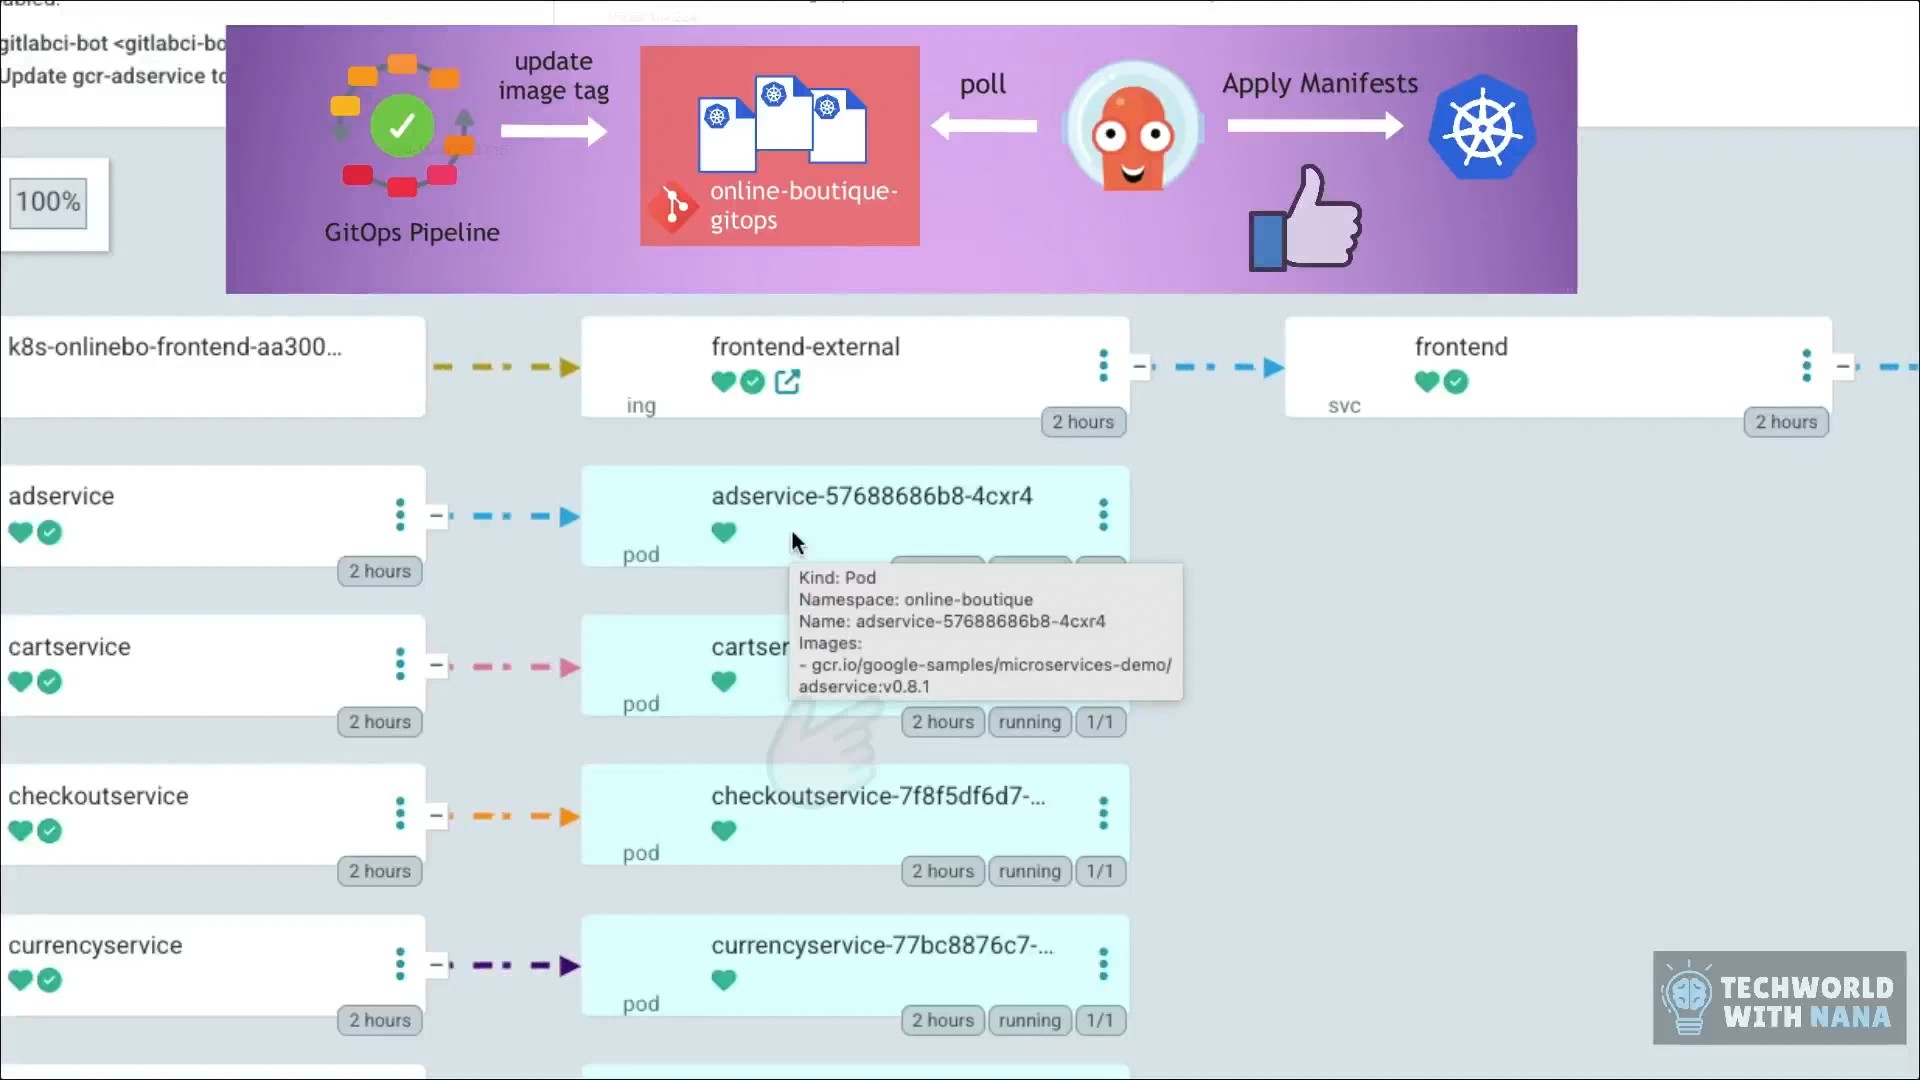 gitlabci-bot <gitlabci-bo
Update gcr-adservice to
100%
update
image tag
poll
Apply Manifests
online-boutique-
gitops
GitOps Pipeline
k8s-onlinebo-frontend-aa300...
frontend-external
ing
2 hours
frontend
svc
2 hours
adservice
2 hours
adservice-57688686b8-4cxr4
pod
Kind: Pod
Namespace: online-boutique
Name: adservice-57688686b8-4cxr4
Images:
- gcr.io/google-samples/microservices-demo/
adservice:v0.8.1
cartservice
2 hours
cartser
pod
2 hours running 1/1
checkoutservice
2 hours
checkoutservice-7f8f5df6d7-...
pod
2 hours running 1/1
currencyservice
2 hours
currencyservice-77bc8876c7-...
pod
2 hours running 1/1
TECHWORLD
WITH NANA